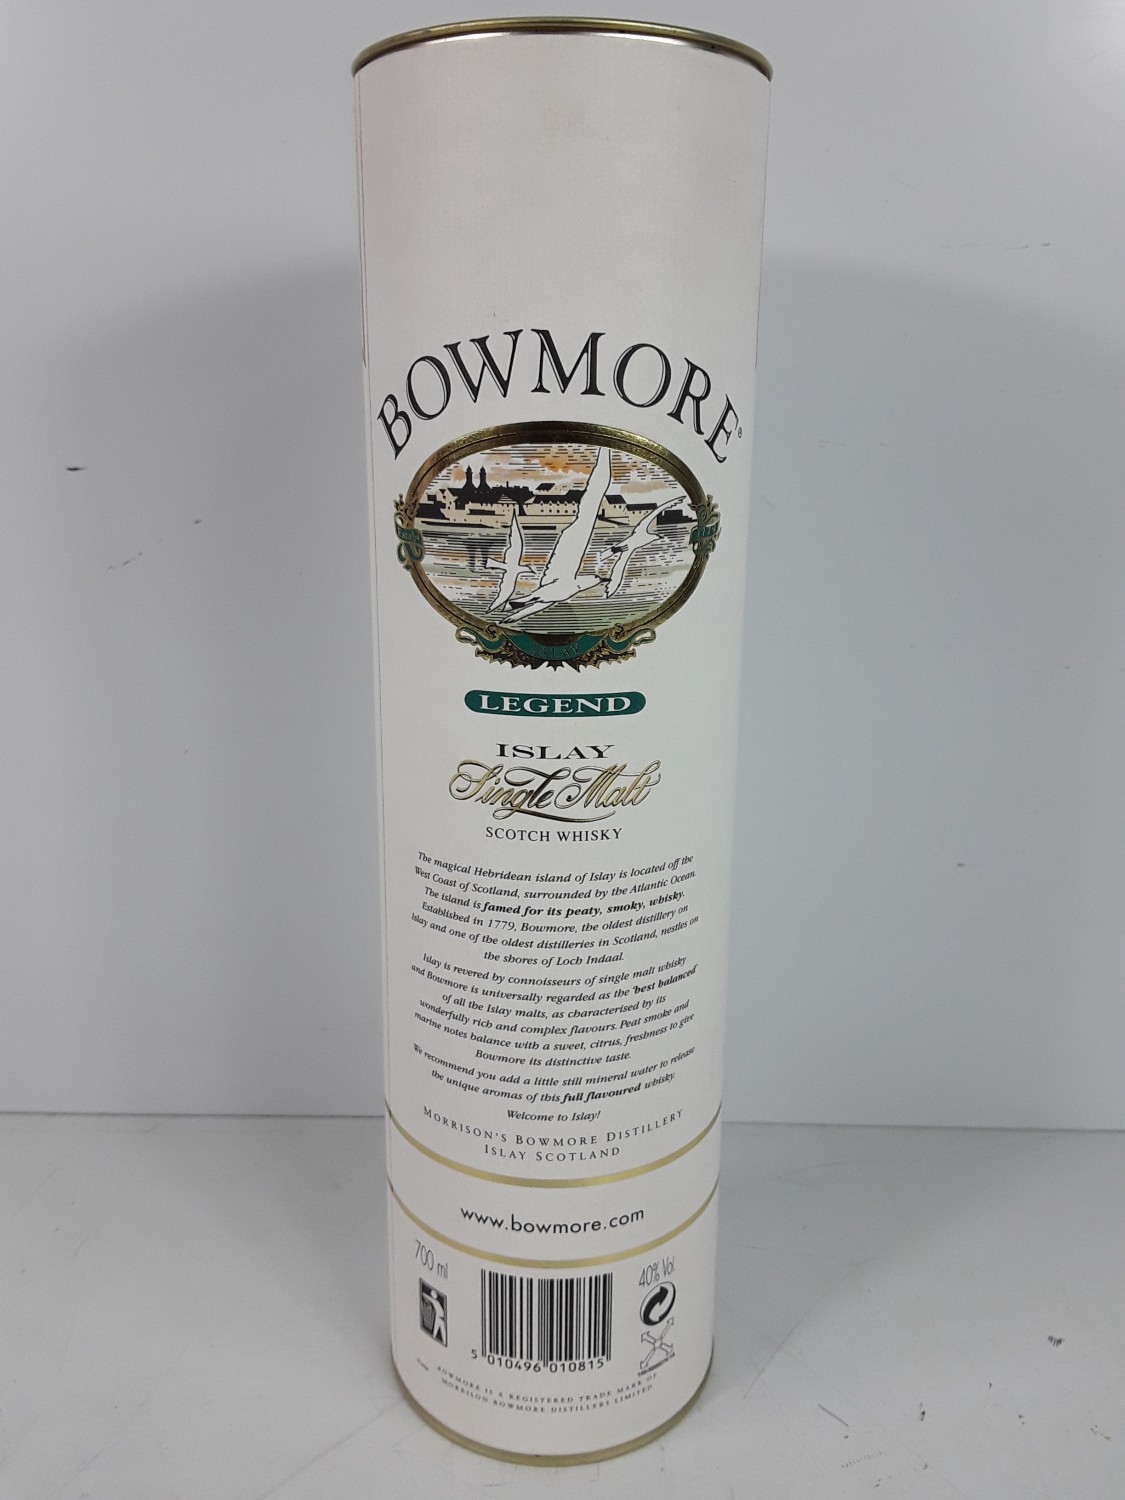 BOWMORE®
ISLAY
LEGEND
ISLAY
Single Malt
SCOTCH WHISKY
The magical Hebridean island of Islay is located off the
West Coast of Scotland, surrounded by the Atlantic Ocean.
The island is famed for its peaty, smoky, whisky.
Established in 1779, Bowmore, the oldest distillery on
Islay and one of the oldest distilleries in Scotland, nestles on
the shores of Loch Indaal.
Islay is revered by connoisseurs of single malt whisky
and Bowmore is universally regarded as the 'best balanced'
of all the Islay malts, as characterised by its
wonderfully rich and complex flavours. Peat smoke and
marine notes balance with a sweet, citrus, freshness to give
Bowmore its distinctive taste.
We recommend you add a little still mineral water to release
the unique aromas of this full flavoured whisky.
Welcome to Islay!
MORRISON'S BOWMORE DISTILLERY
ISLAY SCOTLAND
www.bowmore.com
700 ml
40% Vol.
5 010496 010815
BOWMORE IS A REGISTERED TRADE MARK OF
MORRISON BOWMORE DISTILLERS LIMITED